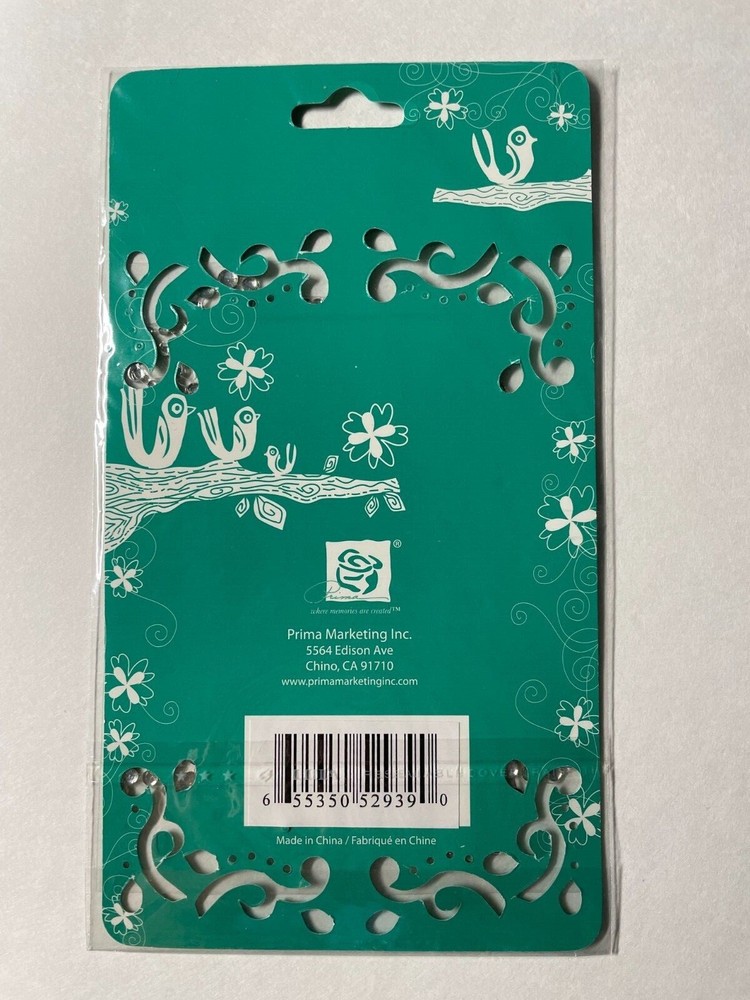 ®
Prima
where memories are created™
Prima Marketing Inc.
5564 Edison Ave
Chino, CA 91710
www.primamarketinginc.com
6 55350 52939 0
Made in China / Fabriqué en Chine